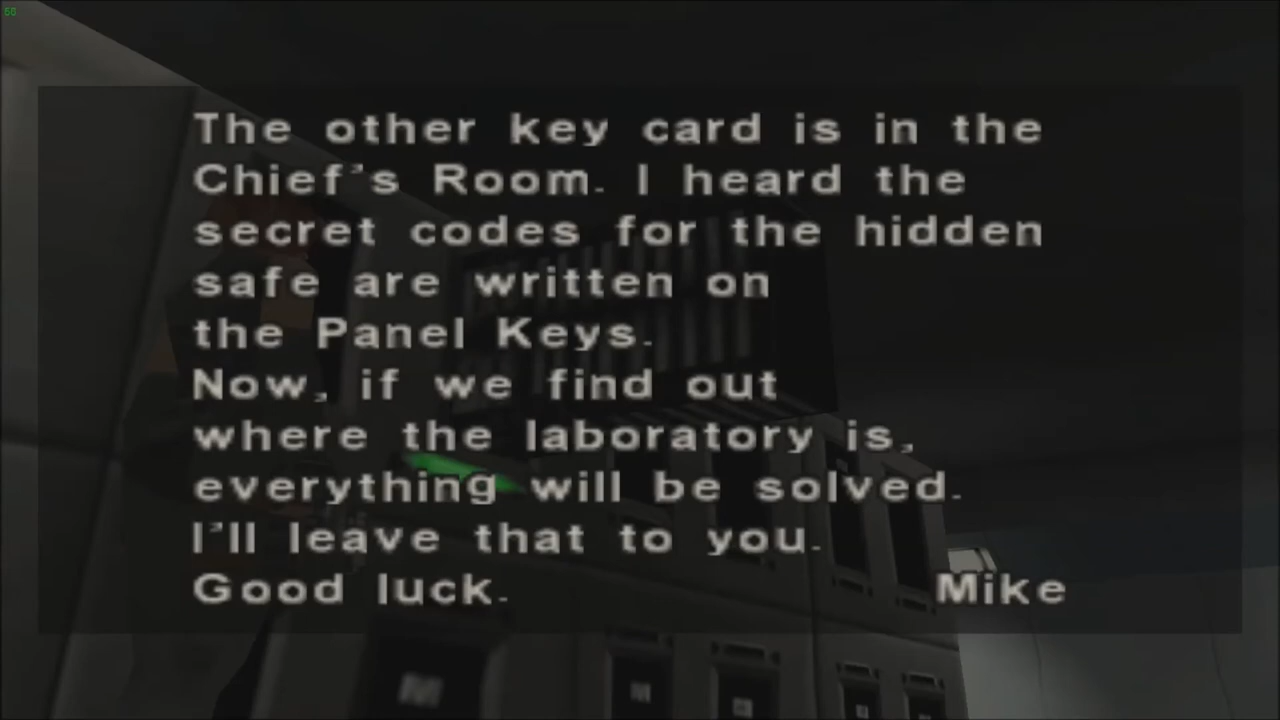 56
The other key card is in the
Chief's Room. I heard the
secret codes for the hidden
safe are written on
the Panel Keys.
Now, if we find out
where the laboratory is,
everything will be solved.
I'll leave that to you.
Good luck. Mike